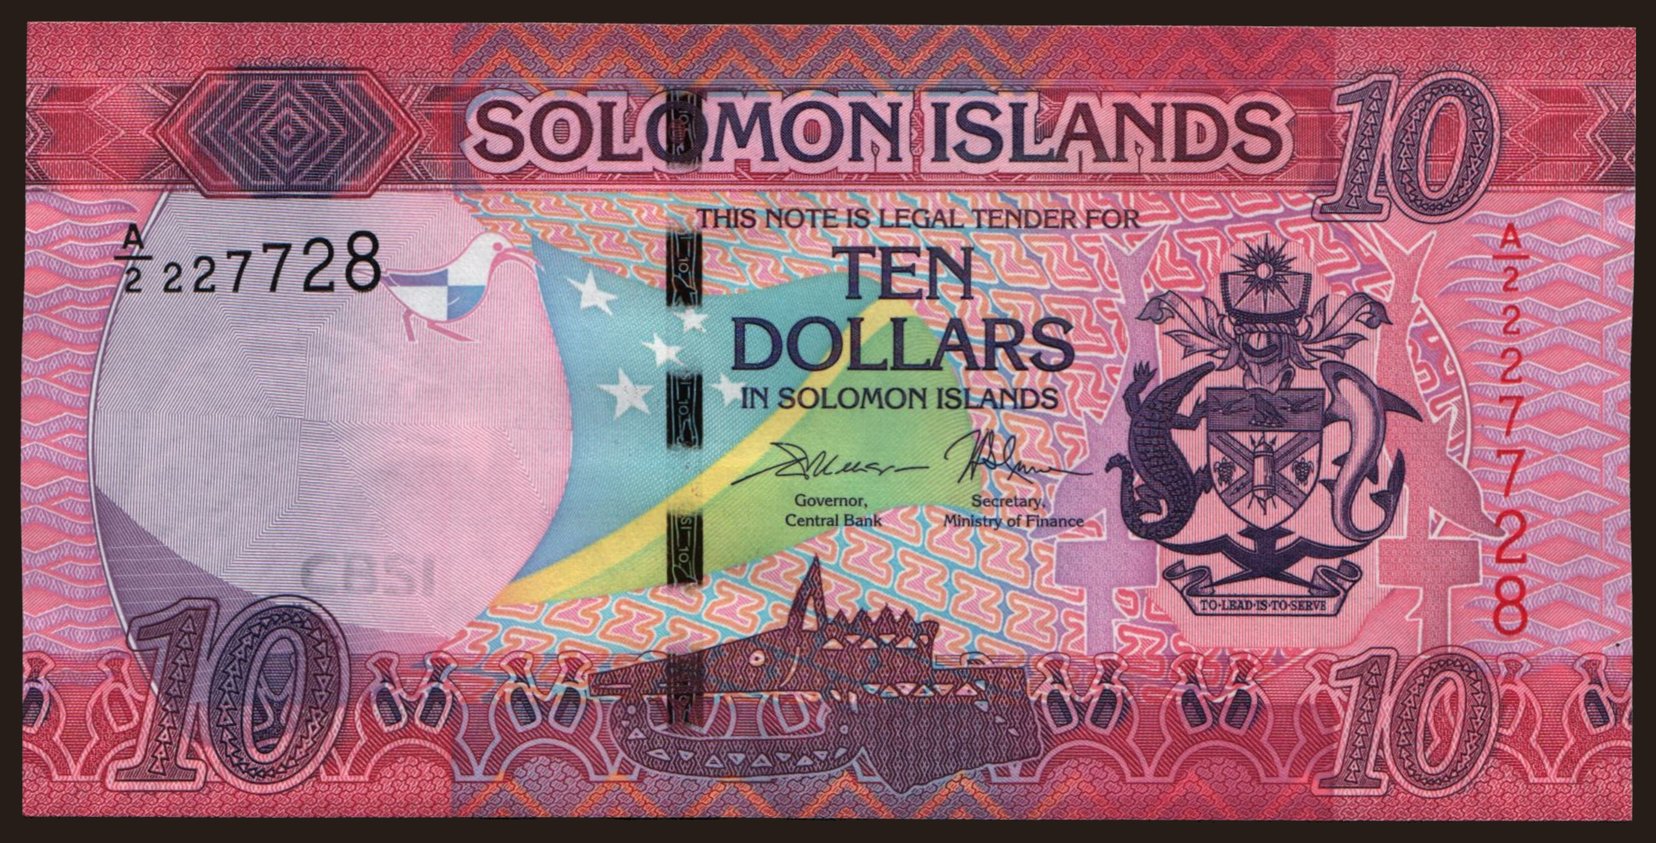 SOLOMON ISLANDS
10
THIS NOTE IS LEGAL TENDER FOR
A/2 227728
TEN
DOLLARS
IN SOLOMON ISLANDS
Governor,
Central Bank
Secretary,
Ministry of Finance
A/2 227728
CBSI
TO·LEAD·IS·TO·SERVE
10
10